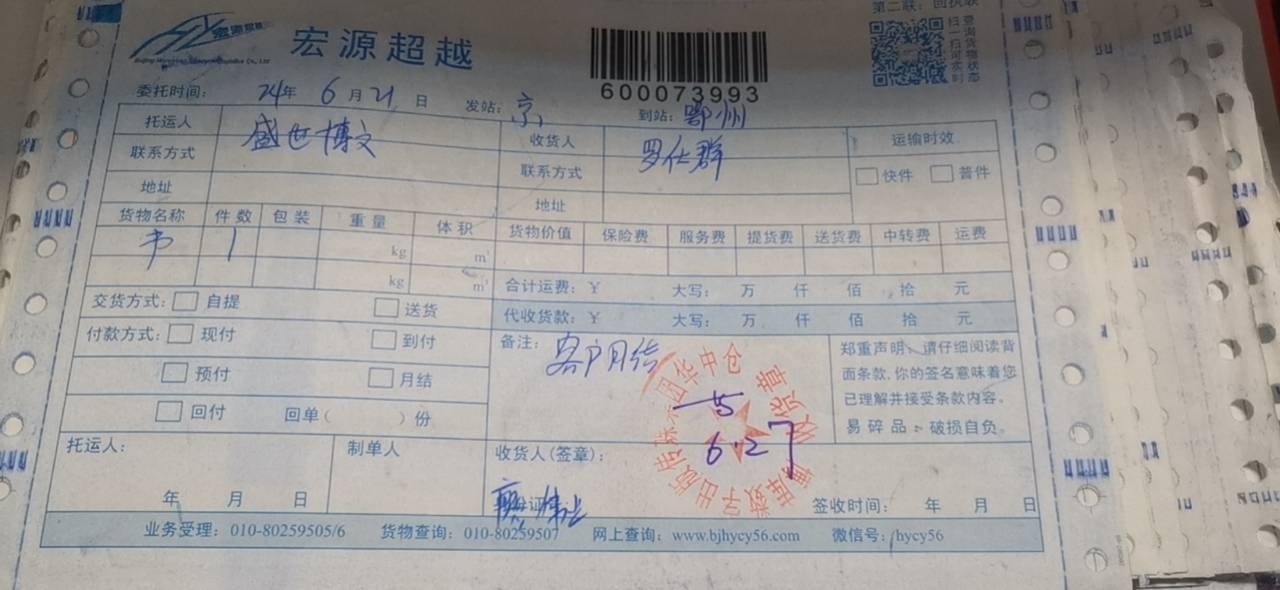 第二联：回执联
宏源超越
扫一扫 查询货物实时状态
600073993
委托时间： 24年 6月21日 发站：京 到站：鄂州
托运人 盛世博文 收货人 罗仕群 运输时效
联系方式 联系方式 快件 普件
地址 地址
货物名称 件数 包装 重量 体积 货物价值 保险费 服务费 提货费 送货费 中转费 运费
书 1 kg m³
kg m³ 合计运费：￥ 大写： 万 仟 佰 拾 元
交货方式： 自提 送货 代收货款：￥ 大写： 万 仟 佰 拾 元
付款方式： 现付 到付 备注： 客户月结
预付 月结
回付 回单（ ）份
郑重声明、请仔细阅读背
面条款,你的签名意味着您
已理解并接受条款内容。
易碎品：破损自负。
华中仓
收货章
6.27
托运人： 制单人 收货人(签章)：
年 月 日 签收时间： 年 月 日
业务受理：010-80259505/6 货物查询：010-80259507 网上查询：www.bjhycy56.com 微信号：hycy56